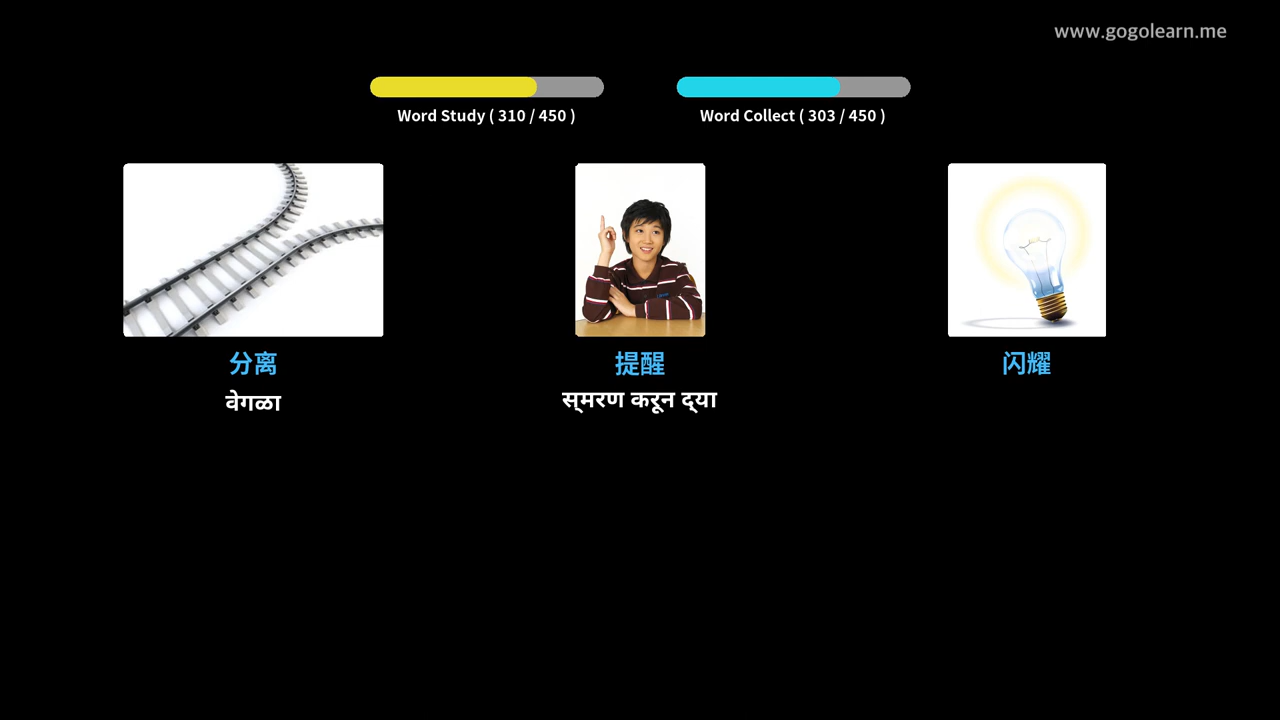 www.gogolearn.me
Word Study ( 310 / 450 )
Word Collect ( 303 / 450 )
分离
提醒
闪耀
वेगळा
स्मरण करून द्या